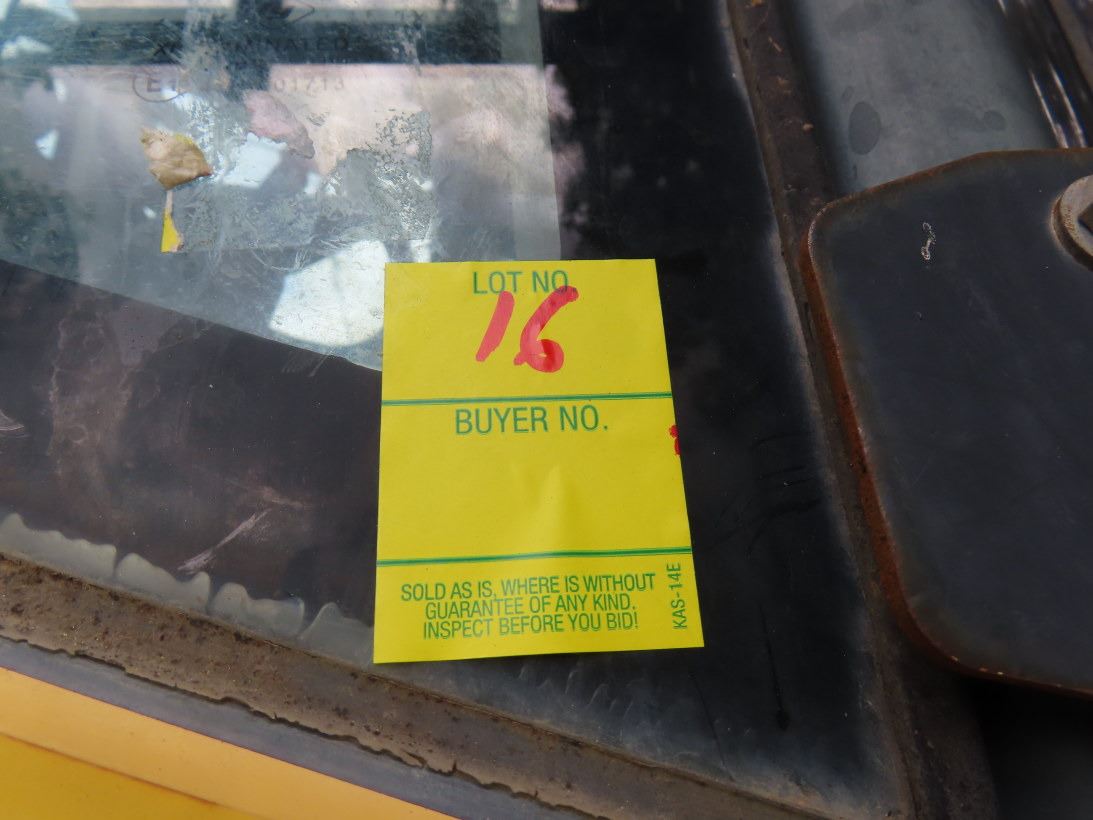 LOT NO.
16
BUYER NO.
SOLD AS IS, WHERE IS WITHOUT
GUARANTEE OF ANY KIND.
INSPECT BEFORE YOU BID!
KAS-14E